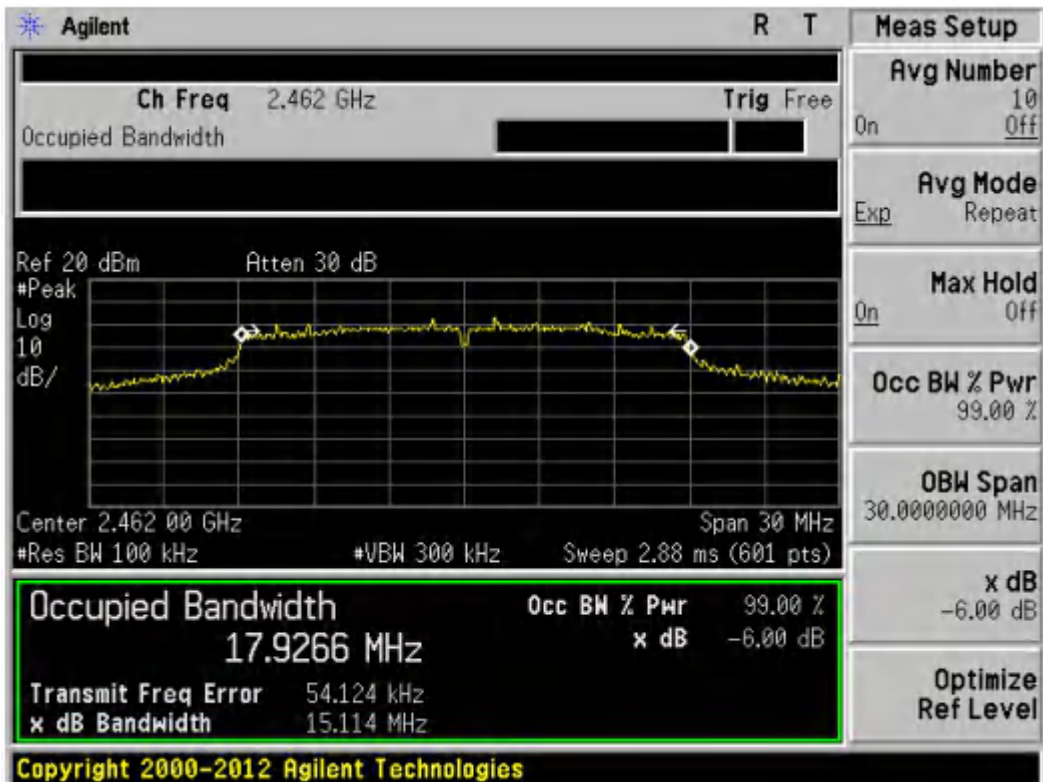 Agilent R T
Ch Freq 2.462 GHz Trig Free
Occupied Bandwidth
Ref 20 dBm Atten 30 dB
#Peak
Log
10
dB/
Center 2.462 00 GHz Span 30 MHz
#Res BW 100 kHz #VBW 300 kHz Sweep 2.88 ms (601 pts)
Occupied Bandwidth Occ BW % Pwr 99.00 %
17.9266 MHz x dB -6.00 dB
Transmit Freq Error 54.124 kHz
x dB Bandwidth 15.114 MHz
Copyright 2000-2012 Agilent Technologies
Meas Setup
Avg Number
10
On Off
Avg Mode
Exp Repeat
Max Hold
On Off
Occ BW % Pwr
99.00 %
OBW Span
30.0000000 MHz
x dB
-6.00 dB
Optimize
Ref Level